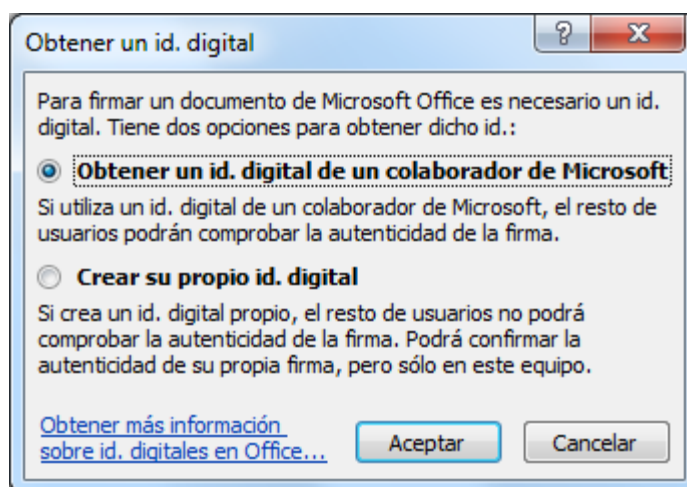 Obtener un id. digital
Para firmar un documento de Microsoft Office es necesario un id.
digital. Tiene dos opciones para obtener dicho id.:
Obtener un id. digital de un colaborador de Microsoft
Si utiliza un id. digital de un colaborador de Microsoft, el resto de
usuarios podrán comprobar la autenticidad de la firma.
Crear su propio id. digital
Si crea un id. digital propio, el resto de usuarios no podrá
comprobar la autenticidad de la firma. Podrá confirmar la
autenticidad de su propia firma, pero sólo en este equipo.
Obtener más información
sobre id. digitales en Office...
Aceptar
Cancelar